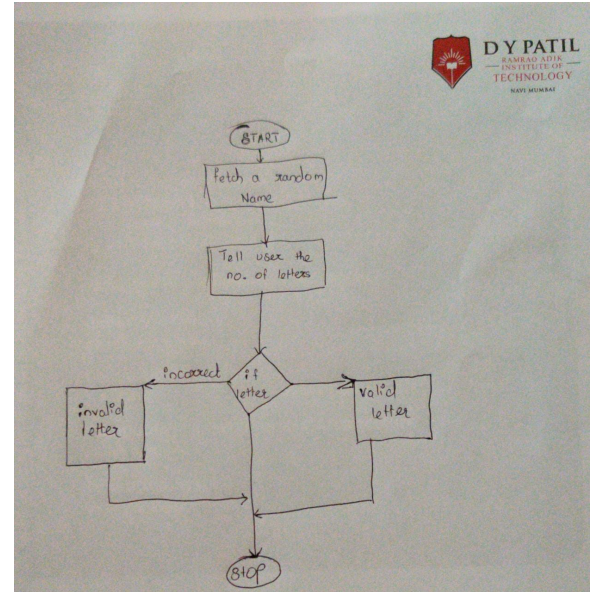 D Y PATIL
RAMRAO ADIK
INSTITUTE OF
TECHNOLOGY
NAVI MUMBAI
START
Fetch a random
Name
Tell user the
no. of letters
incorrect
if
letter
invalid
letter
valid
letter
Stop